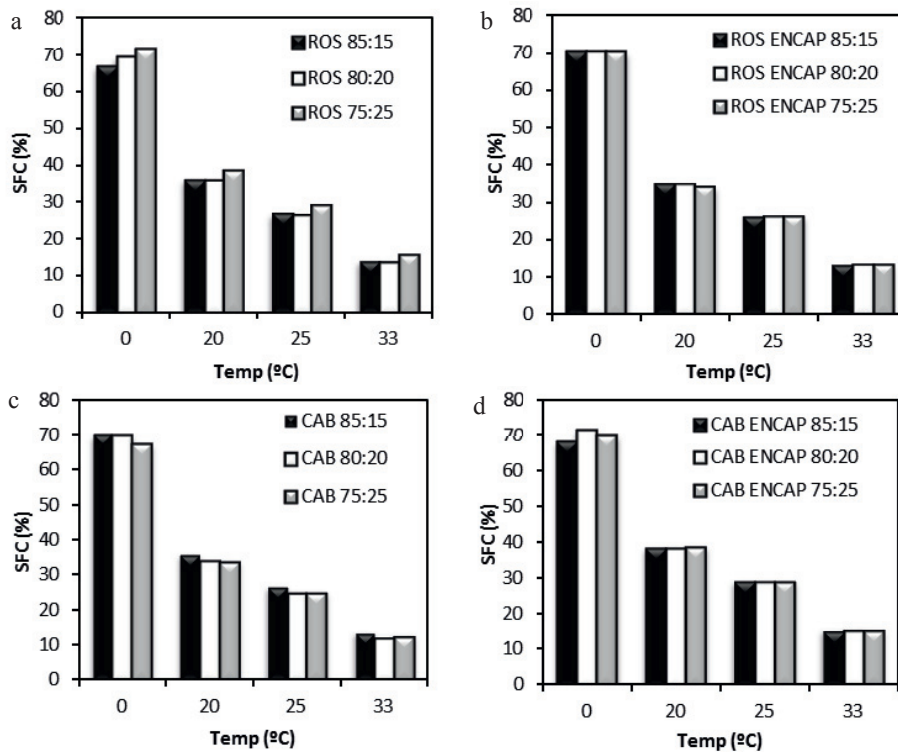 a
80
70
60
50
40
30
20
10
0
SFC (%)
ROS 85:15
ROS 80:20
ROS 75:25
0 20 25 33
Temp (ºC)
b
80
70
60
50
40
30
20
10
0
SFC (%)
ROS ENCAP 85:15
ROS ENCAP 80:20
ROS ENCAP 75:25
0 20 25 33
Temp (ºC)
c
80
70
60
50
40
30
20
10
0
SFC (%)
CAB 85:15
CAB 80:20
CAB 75:25
0 20 25 33
Temp (ºC)
d
80
70
60
50
40
30
20
10
0
SFC (%)
CAB ENCAP 85:15
CAB ENCAP 80:20
CAB ENCAP 75:25
0 20 25 33
Temp (ºC)